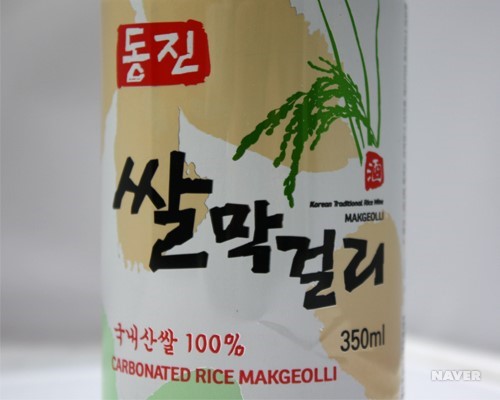 동진
酒
Korean Traditional Rice Wine
MAKGEOLLI
쌀막걸리
350ml
국내산쌀 100%
CARBONATED RICE MAKGEOLLI
NAVER